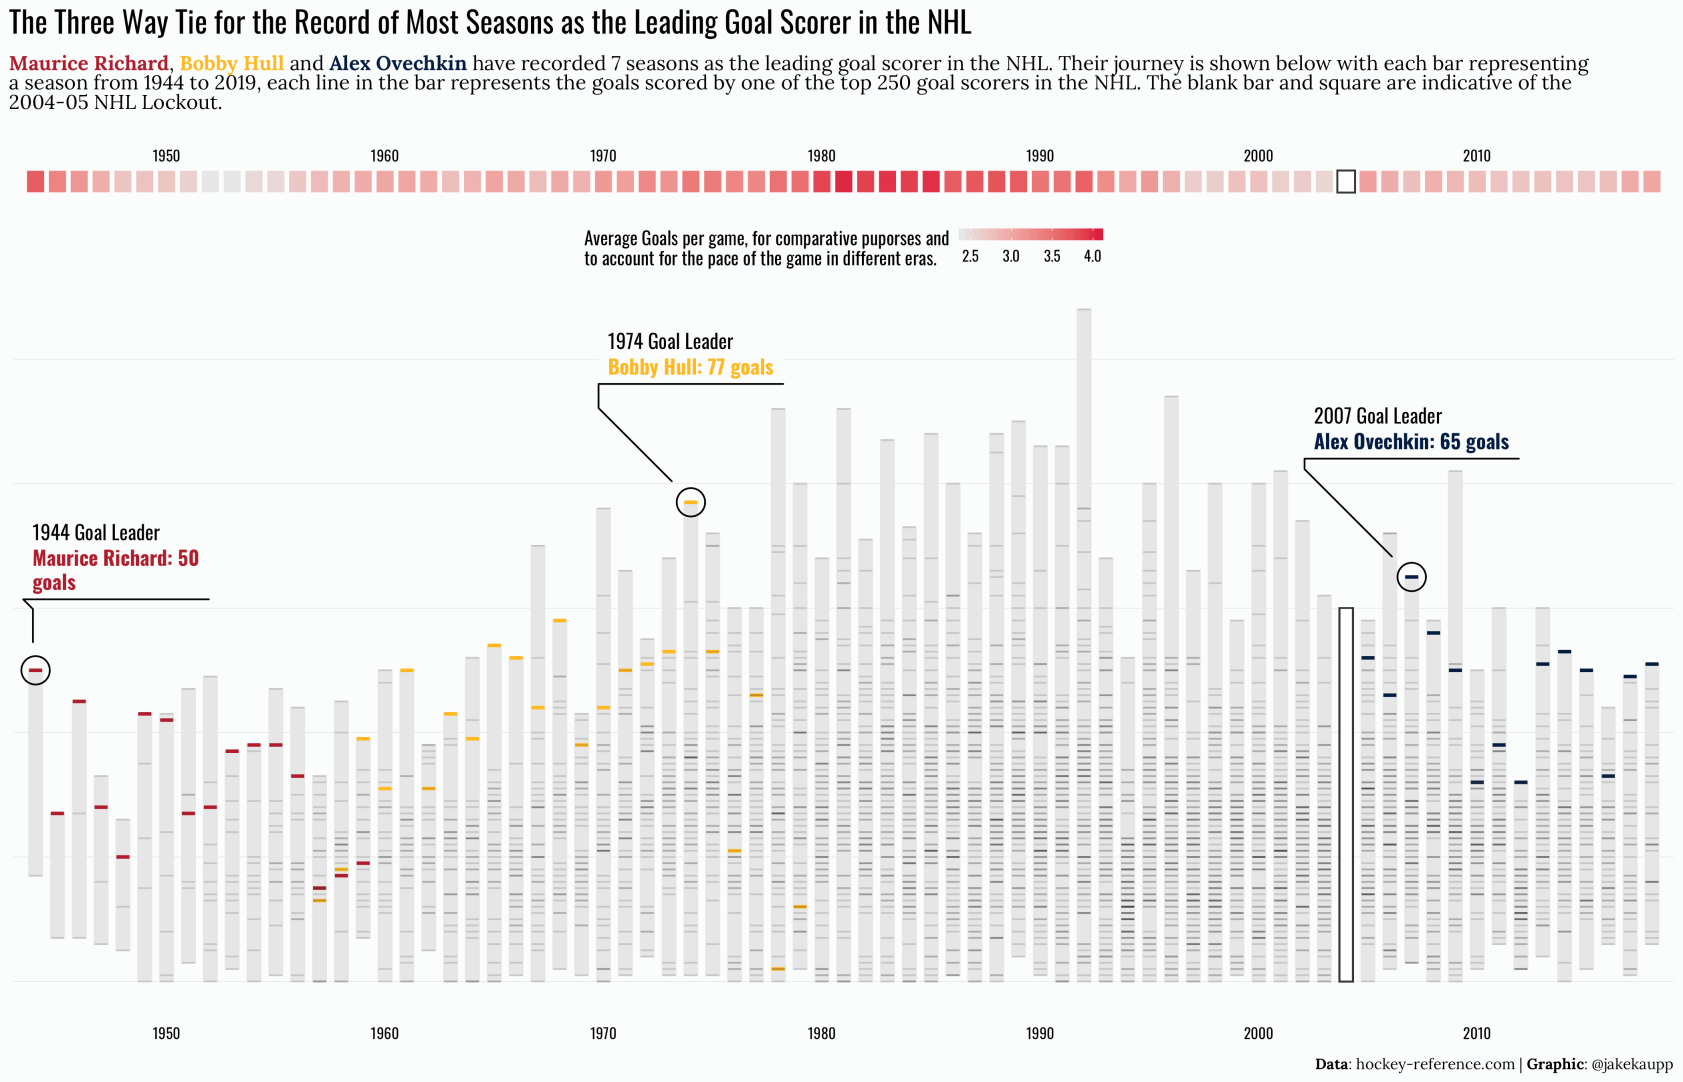 The Three Way Tie for the Record of Most Seasons as the Leading Goal Scorer in the NHL
Maurice Richard, Bobby Hull and Alex Ovechkin have recorded 7 seasons as the leading goal scorer in the NHL. Their journey is shown below with each bar representing
a season from 1944 to 2019, each line in the bar represents the goals scored by one of the top 250 goal scorers in the NHL. The blank bar and square are indicative of the
2004-05 NHL Lockout.
1950 1960 1970 1980 1990 2000 2010
Average Goals per game, for comparative puporses and
to account for the pace of the game in different eras.
2.5 3.0 3.5 4.0
1974 Goal Leader
Bobby Hull: 77 goals
2007 Goal Leader
Alex Ovechkin: 65 goals
1944 Goal Leader
Maurice Richard: 50
goals
1950 1960 1970 1980 1990 2000 2010
Data: hockey-reference.com | Graphic: @jakekaupp